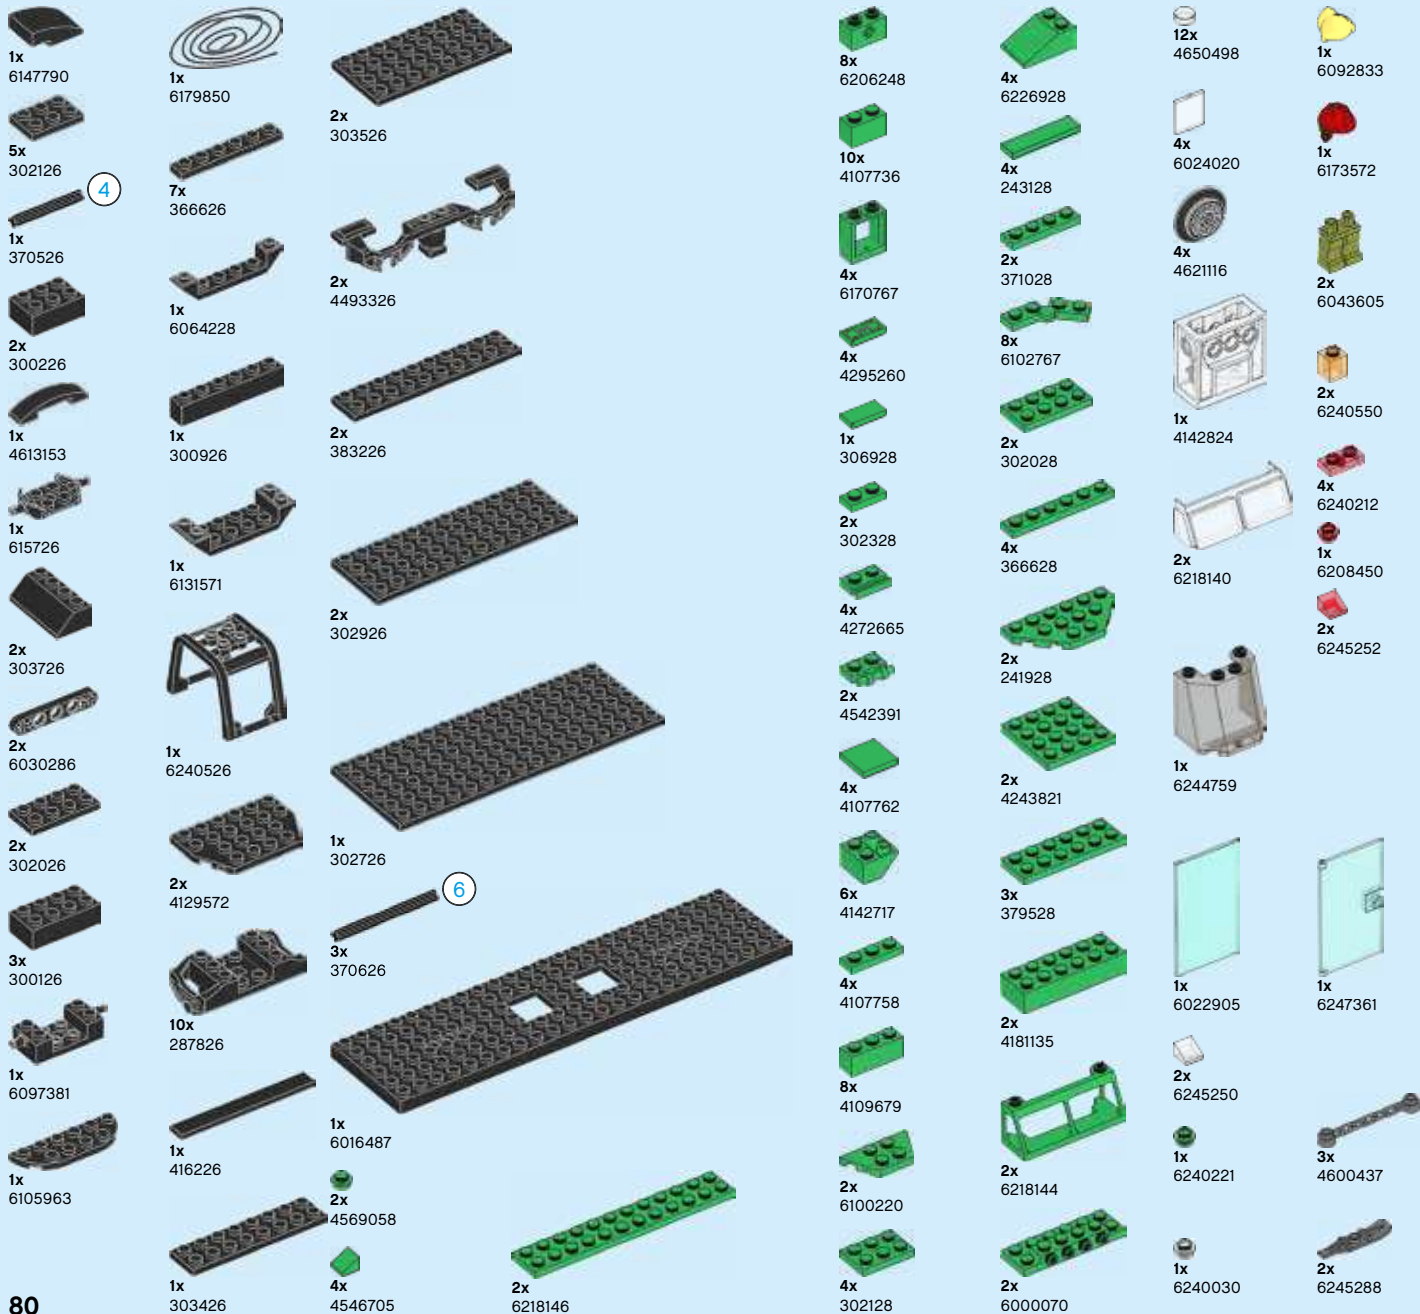 1x
6147790
5x
302126
4
1x
370526
2x
300226
1x
4613153
1x
615726
2x
303726
2x
6030286
2x
302026
3x
300126
1x
6097381
1x
6105963
1x
6179850
7x
366626
1x
6064228
1x
300926
1x
6131571
1x
6240526
2x
4129572
10x
287826
1x
416226
1x
303426
2x
303526
2x
4493326
2x
383226
2x
302926
1x
302726
6
3x
370626
1x
6016487
2x
4569058
4x
4546705
2x
6218146
8x
6206248
10x
4107736
4x
6170767
4x
4295260
1x
306928
2x
302328
4x
4272665
2x
4542391
4x
4107762
6x
4142717
4x
4107758
8x
4109679
2x
6100220
4x
302128
4x
6226928
4x
243128
2x
371028
8x
6102767
2x
302028
4x
366628
2x
241928
2x
4243821
3x
379528
2x
4181135
2x
6218144
2x
6000070
12x
4650498
4x
6024020
4x
4621116
1x
4142824
2x
6218140
1x
6244759
1x
6022905
2x
6245250
1x
6240221
1x
6240030
1x
6092833
1x
6173572
2x
6043605
2x
6240550
4x
6240212
1x
6208450
2x
6245252
1x
6247361
3x
4600437
2x
6245288
80